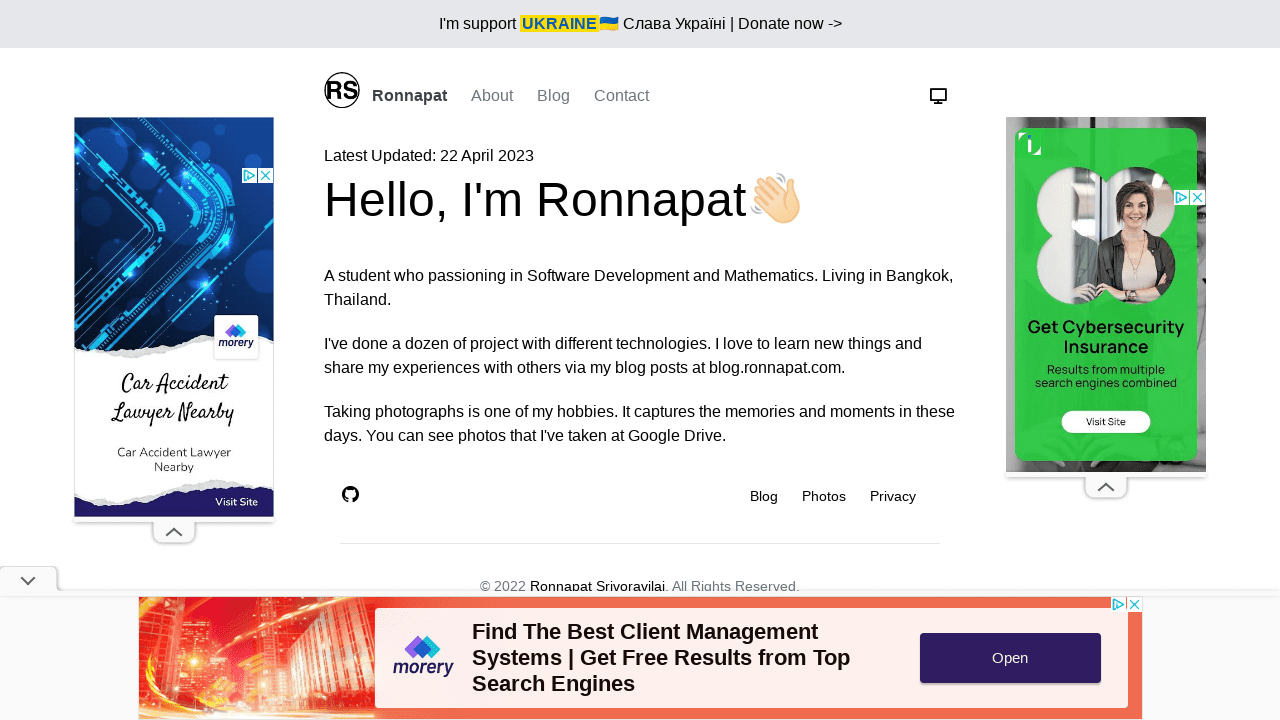 I'm support UKRAINE🇺🇦 Слава Україні | Donate now ->
RS Ronnapat About Blog Contact
Latest Updated: 22 April 2023
Hello, I'm Ronnapat👋🏻
A student who passioning in Software Development and Mathematics. Living in Bangkok,
Thailand.
I've done a dozen of project with different technologies. I love to learn new things and
share my experiences with others via my blog posts at blog.ronnapat.com.
Taking photographs is one of my hobbies. It captures the memories and moments in these
days. You can see photos that I've taken at Google Drive.
Blog Photos Privacy
© 2022 Ronnapat Srivoravilai. All Rights Reserved.
morery
Car Accident
Lawyer Nearby
Car Accident Lawyer
Nearby
Visit Site
Get Cybersecurity
Insurance
Results from multiple
search engines combined
Visit Site
morery
Find The Best Client Management
Systems | Get Free Results from Top
Search Engines
Open